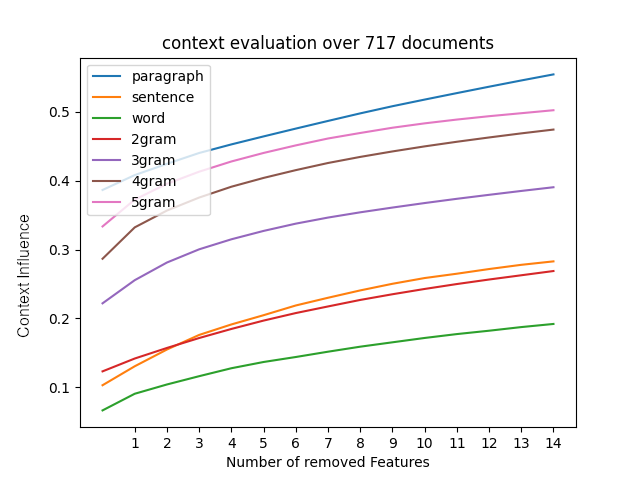 context evaluation over 717 documents
paragraph
sentence
word
2gram
3gram
4gram
5gram
0.5
0.4
0.3
0.2
0.1
Context Influence
1 2 3 4 5 6 7 8 9 10 11 12 13 14
Number of removed Features